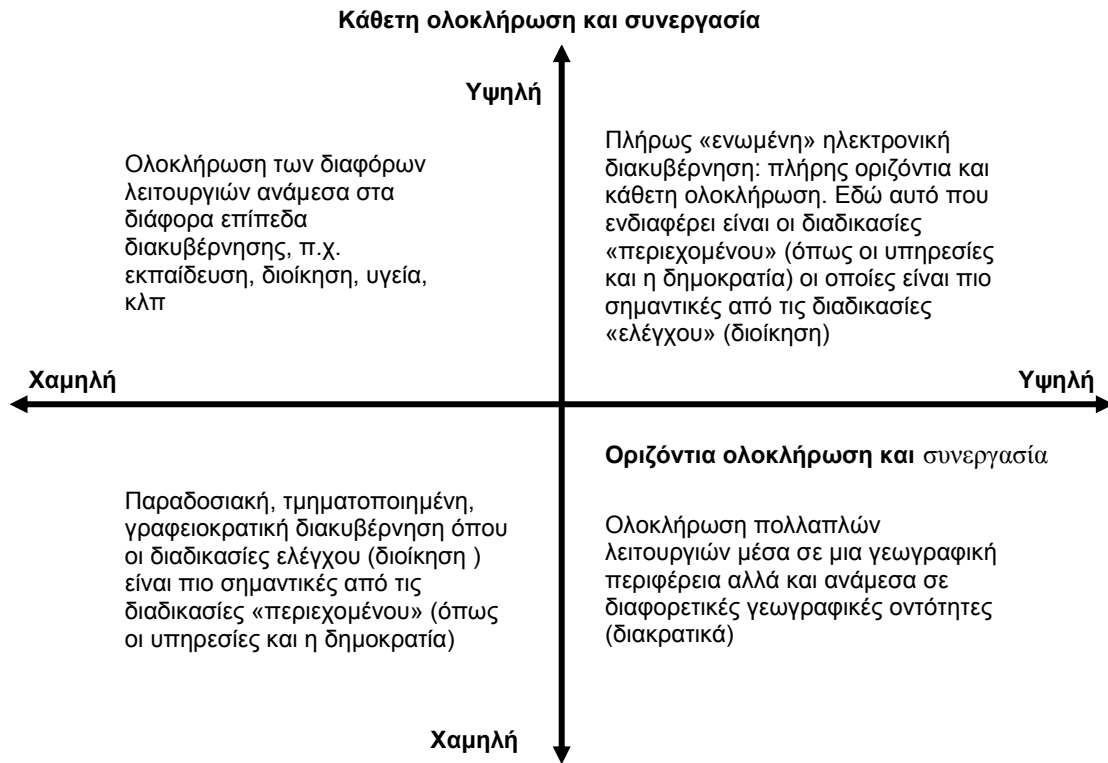 Κάθετη ολοκλήρωση και συνεργασία
Υψηλή
Ολοκλήρωση των διαφόρων
λειτουργιών ανάμεσα στα
διάφορα επίπεδα
διακυβέρνησης, π.χ.
εκπαίδευση, διοίκηση, υγεία,
κλπ
Πλήρως «ενωμένη» ηλεκτρονική
διακυβέρνηση: πλήρης οριζόντια και
κάθετη ολοκλήρωση. Εδώ αυτό που
ενδιαφέρει είναι οι διαδικασίες
«περιεχομένου» (όπως οι υπηρεσίες
και η δημοκρατία) οι οποίες είναι πιο
σημαντικές από τις διαδικασίες
«ελέγχου» (διοίκηση)
Χαμηλή
Υψηλή
Οριζόντια ολοκλήρωση και συνεργασία
Παραδοσιακή, τμηματοποιημένη,
γραφειοκρατική διακυβέρνηση όπου
οι διαδικασίες ελέγχου (διοίκηση )
είναι πιο σημαντικές από τις
διαδικασίες «περιεχομένου» (όπως
οι υπηρεσίες και η δημοκρατία)
Ολοκλήρωση πολλαπλών
λειτουργιών μέσα σε μια γεωγραφική
περιφέρεια αλλά και ανάμεσα σε
διαφορετικές γεωγραφικές οντότητες
(διακρατικά)
Χαμηλή